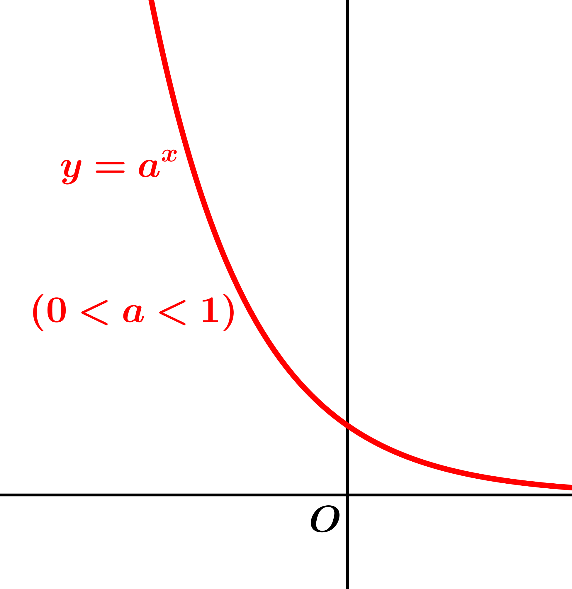 y = a^x
(0 < a < 1)
O